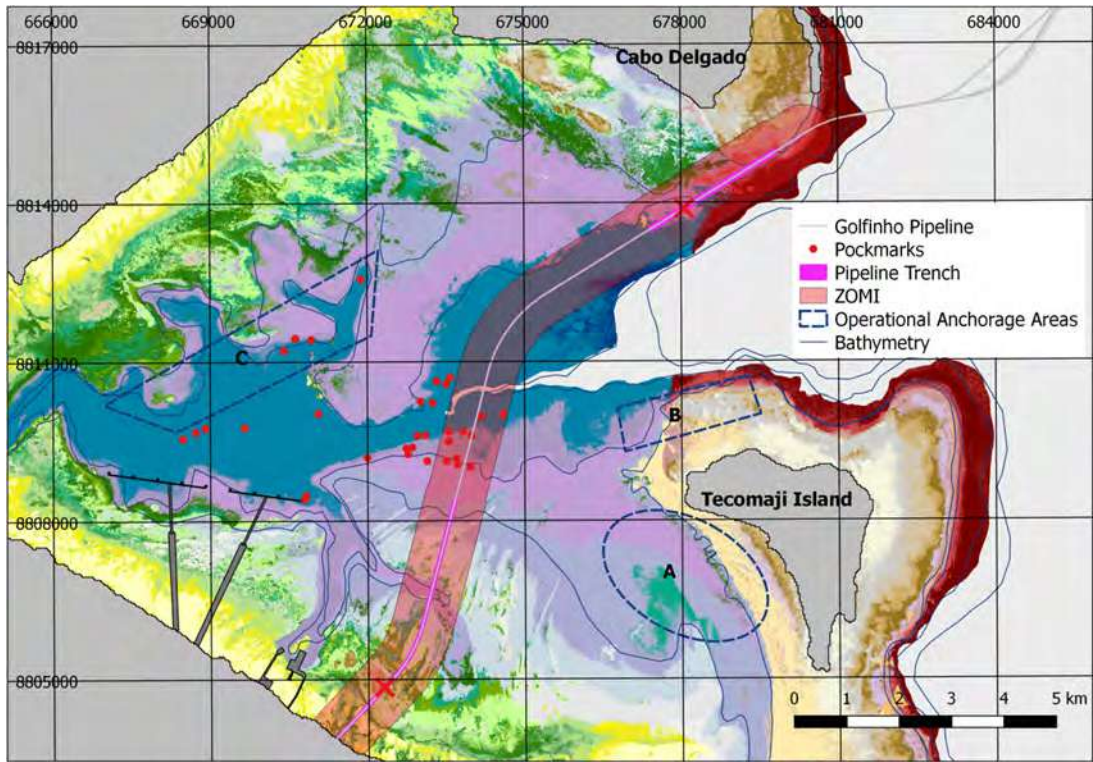 666000 669000 672000 675000 678000 681000 684000
8817000
Cabo Delgado
8814000
Golfinho Pipeline
Pockmarks
Pipeline Trench
ZOMI
Operational Anchorage Areas
Bathymetry
8811000
C
B
Tecomaji Island
8808000
A
8805000
0 1 2 3 4 5 km